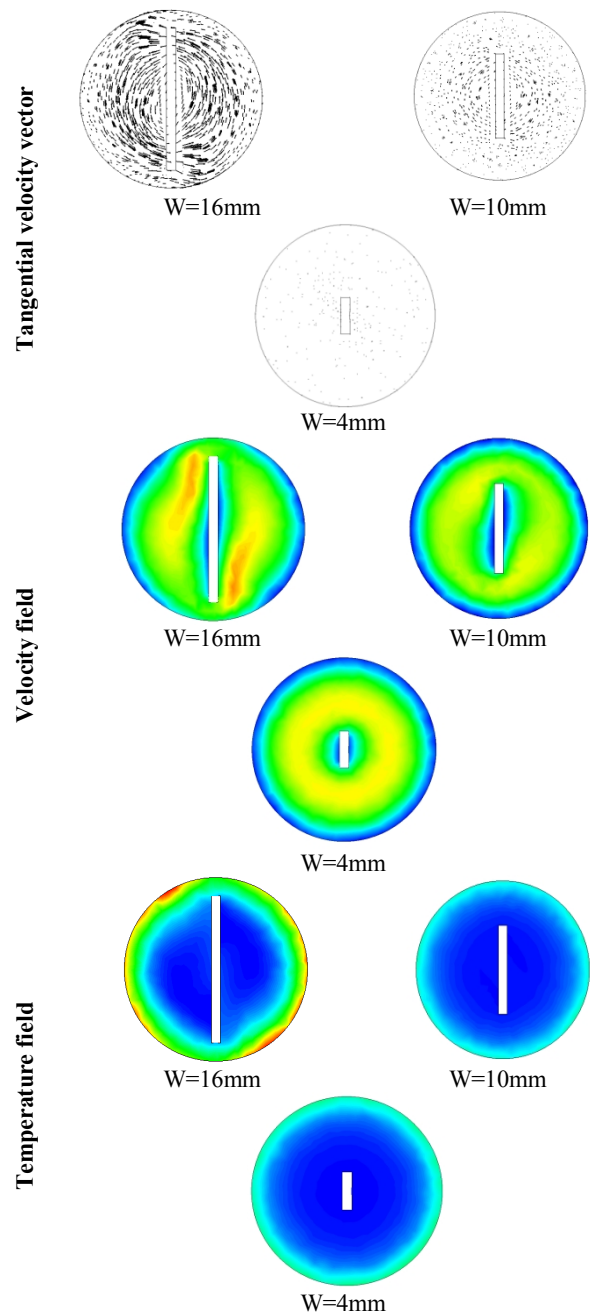 Tangential velocity vector
W=16mm
W=10mm
W=4mm
Velocity field
W=16mm
W=10mm
W=4mm
Temperature field
W=16mm
W=10mm
W=4mm